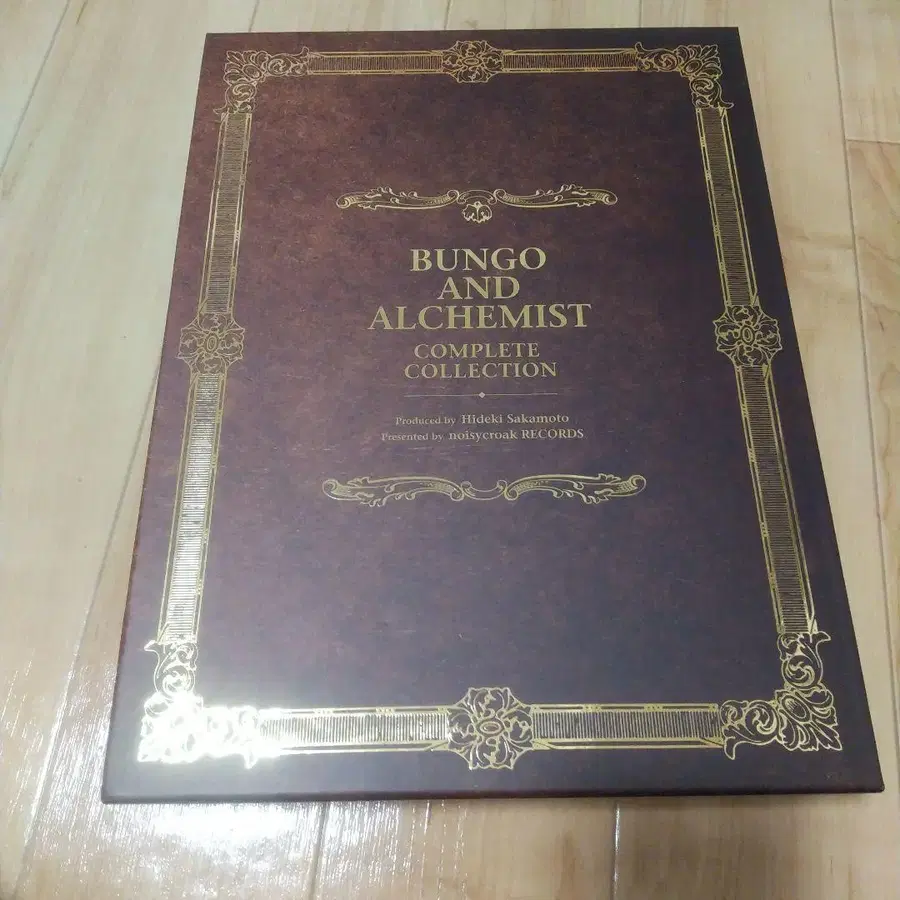 BUNGO
AND
ALCHEMIST
COMPLETE
COLLECTION
Produced by Hideki Sakamoto
Presented by noisycroak RECORDS